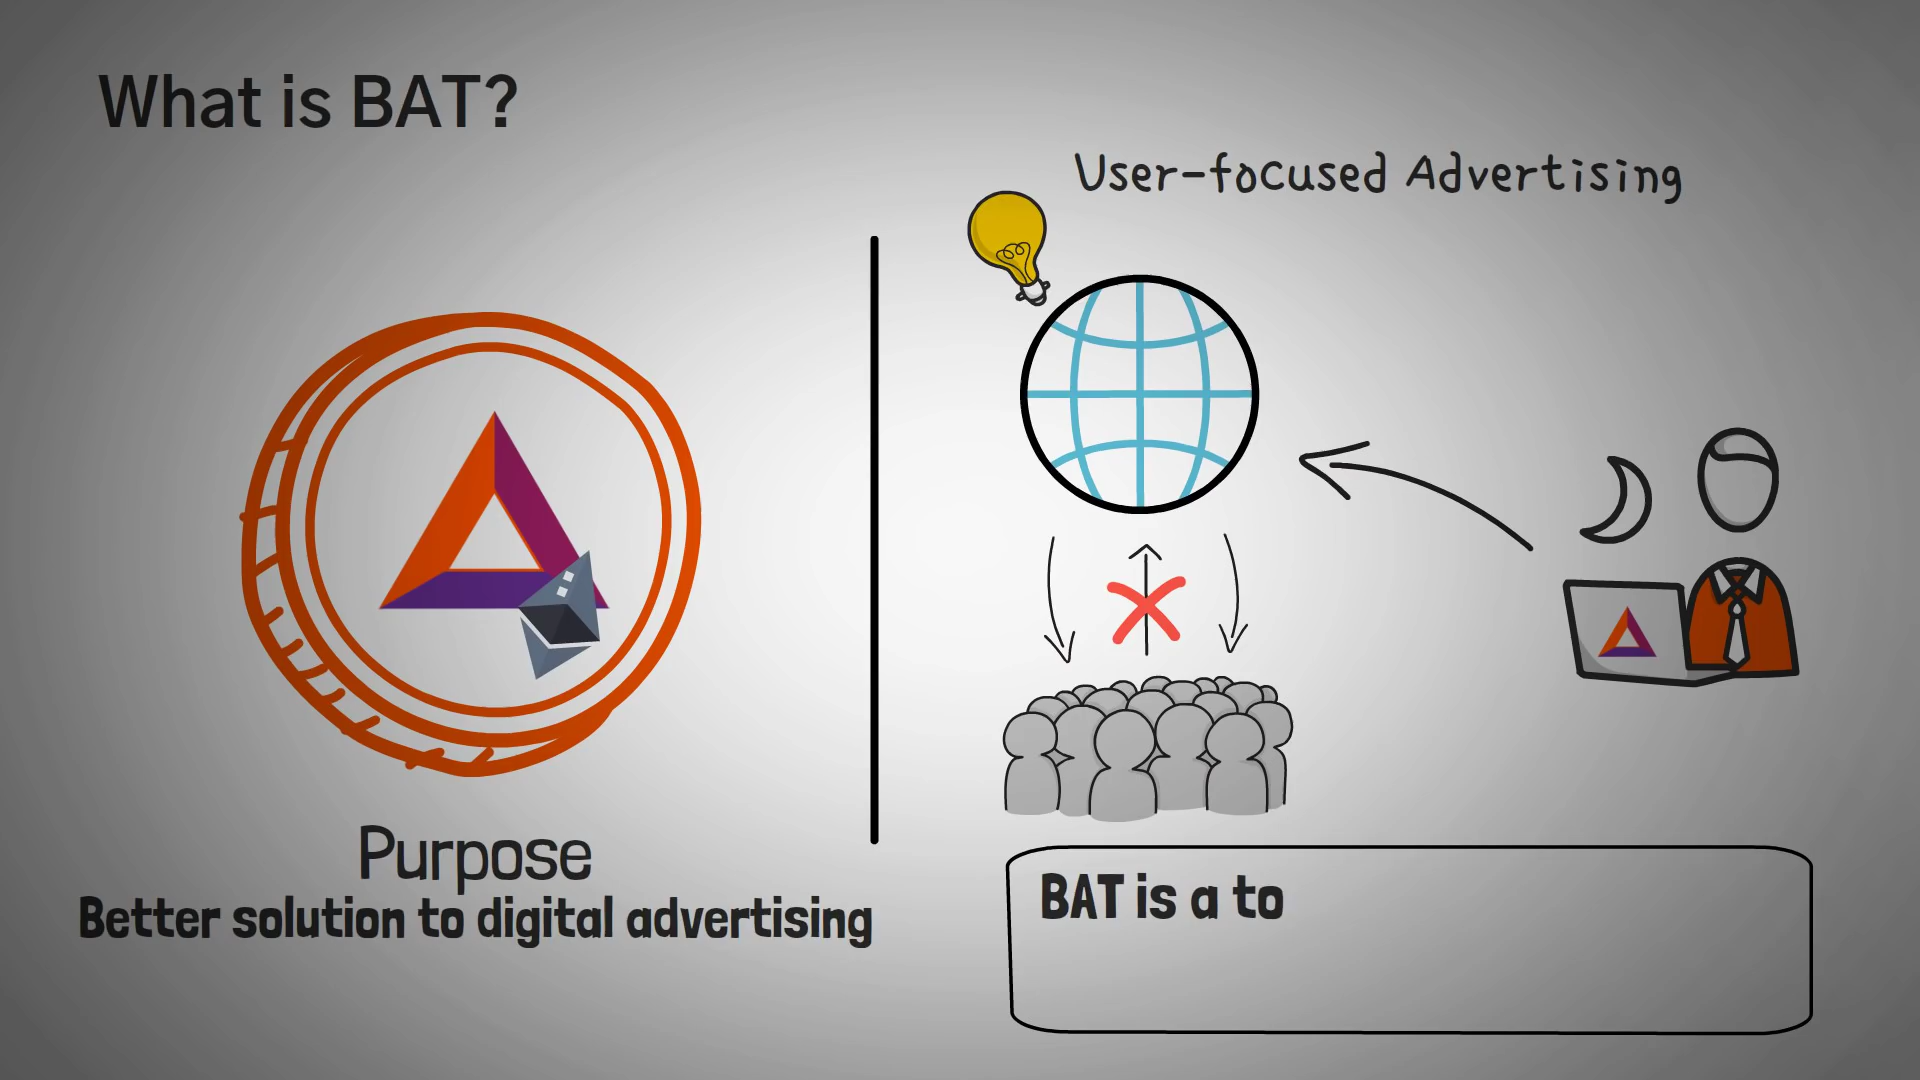 What is BAT?
User-focused Advertising
Purpose
Better solution to digital advertising
BAT is a to